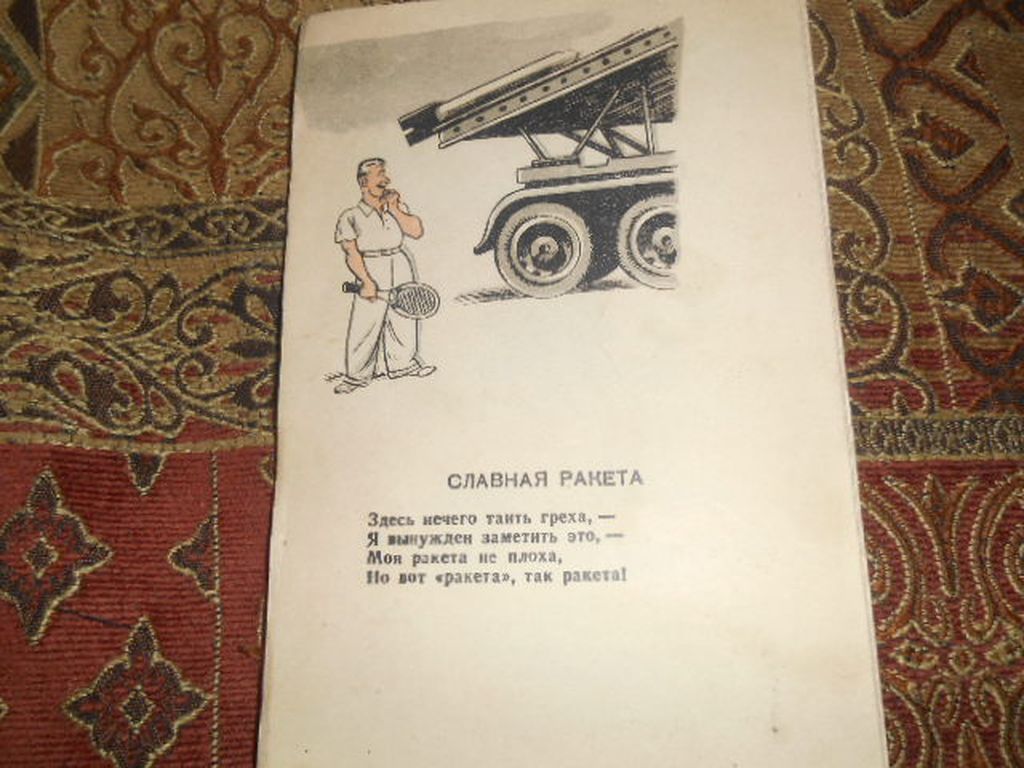 СЛАВНАЯ РАКЕТА
Здесь нечего таить греха, —
Я вынужден заметить это, —
Моя ракета не плоха,
Но вот «ракета», так ракета!